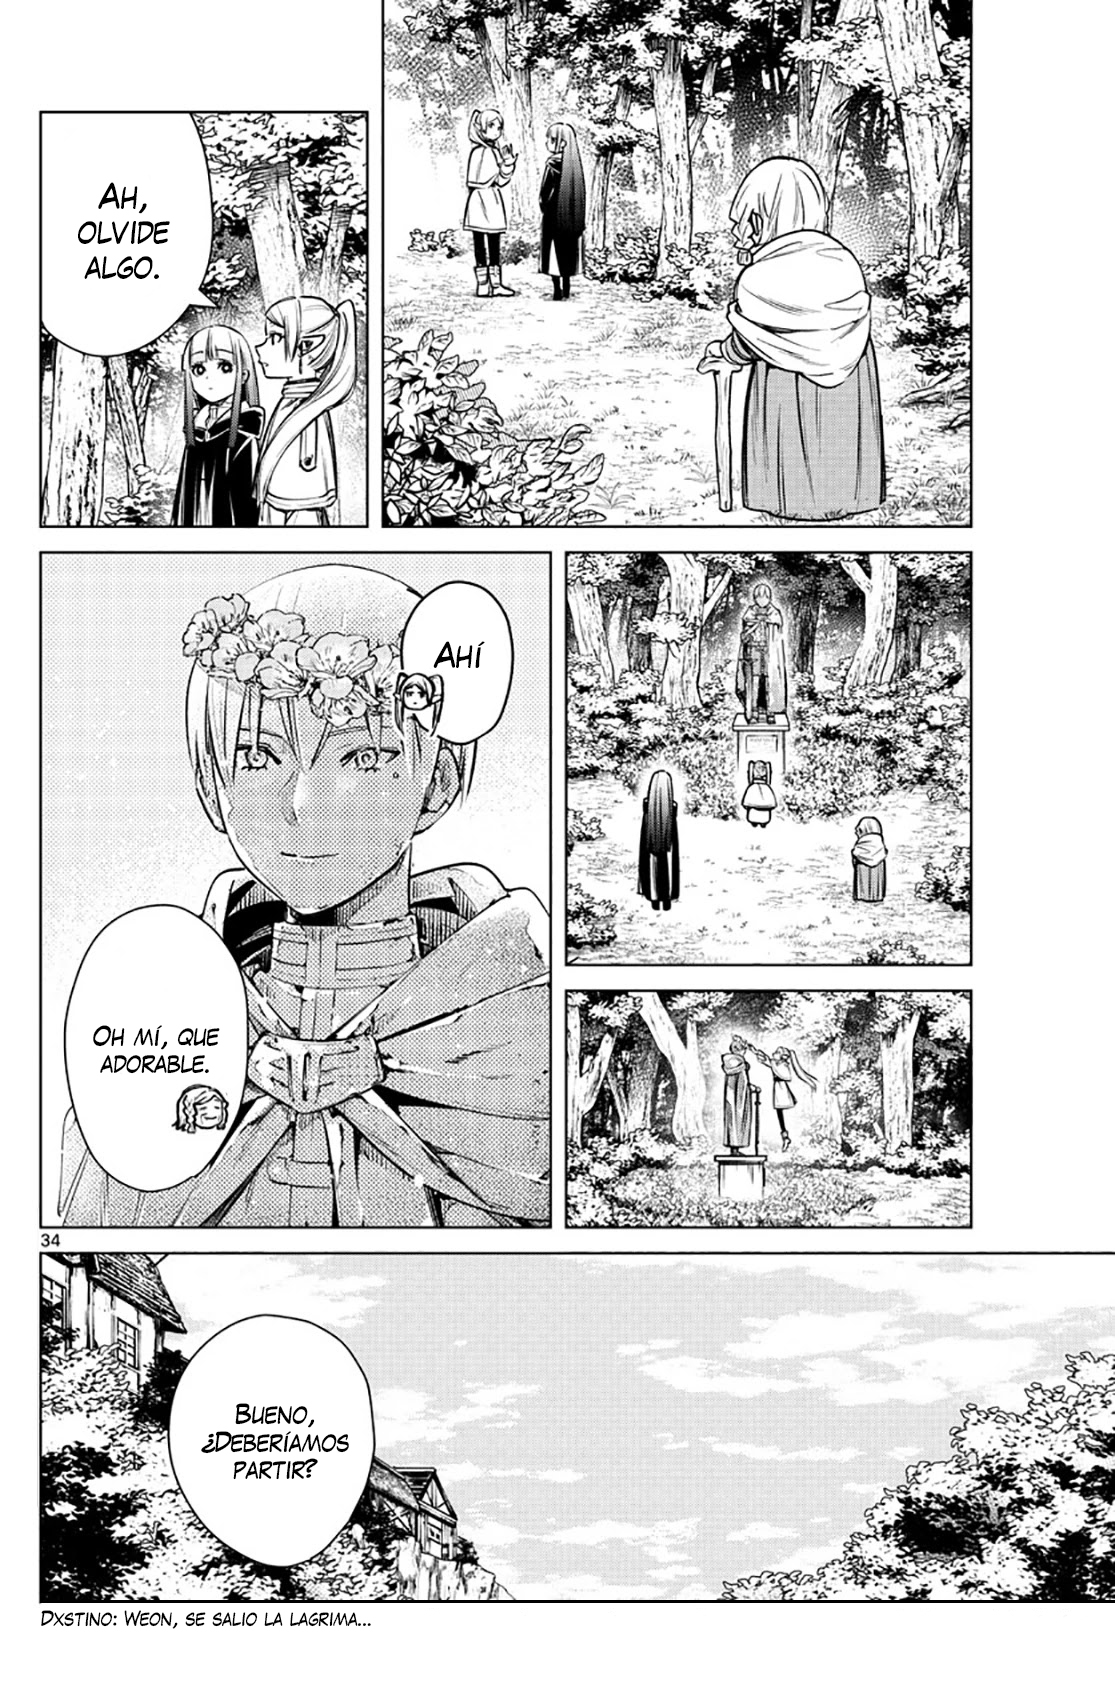 Ah,
olvide
algo.
Ahí
Oh mí, que
adorable.
34
Bueno,
¿Deberíamos
partir?
Dxstino: Weon, se salio la lagrima...